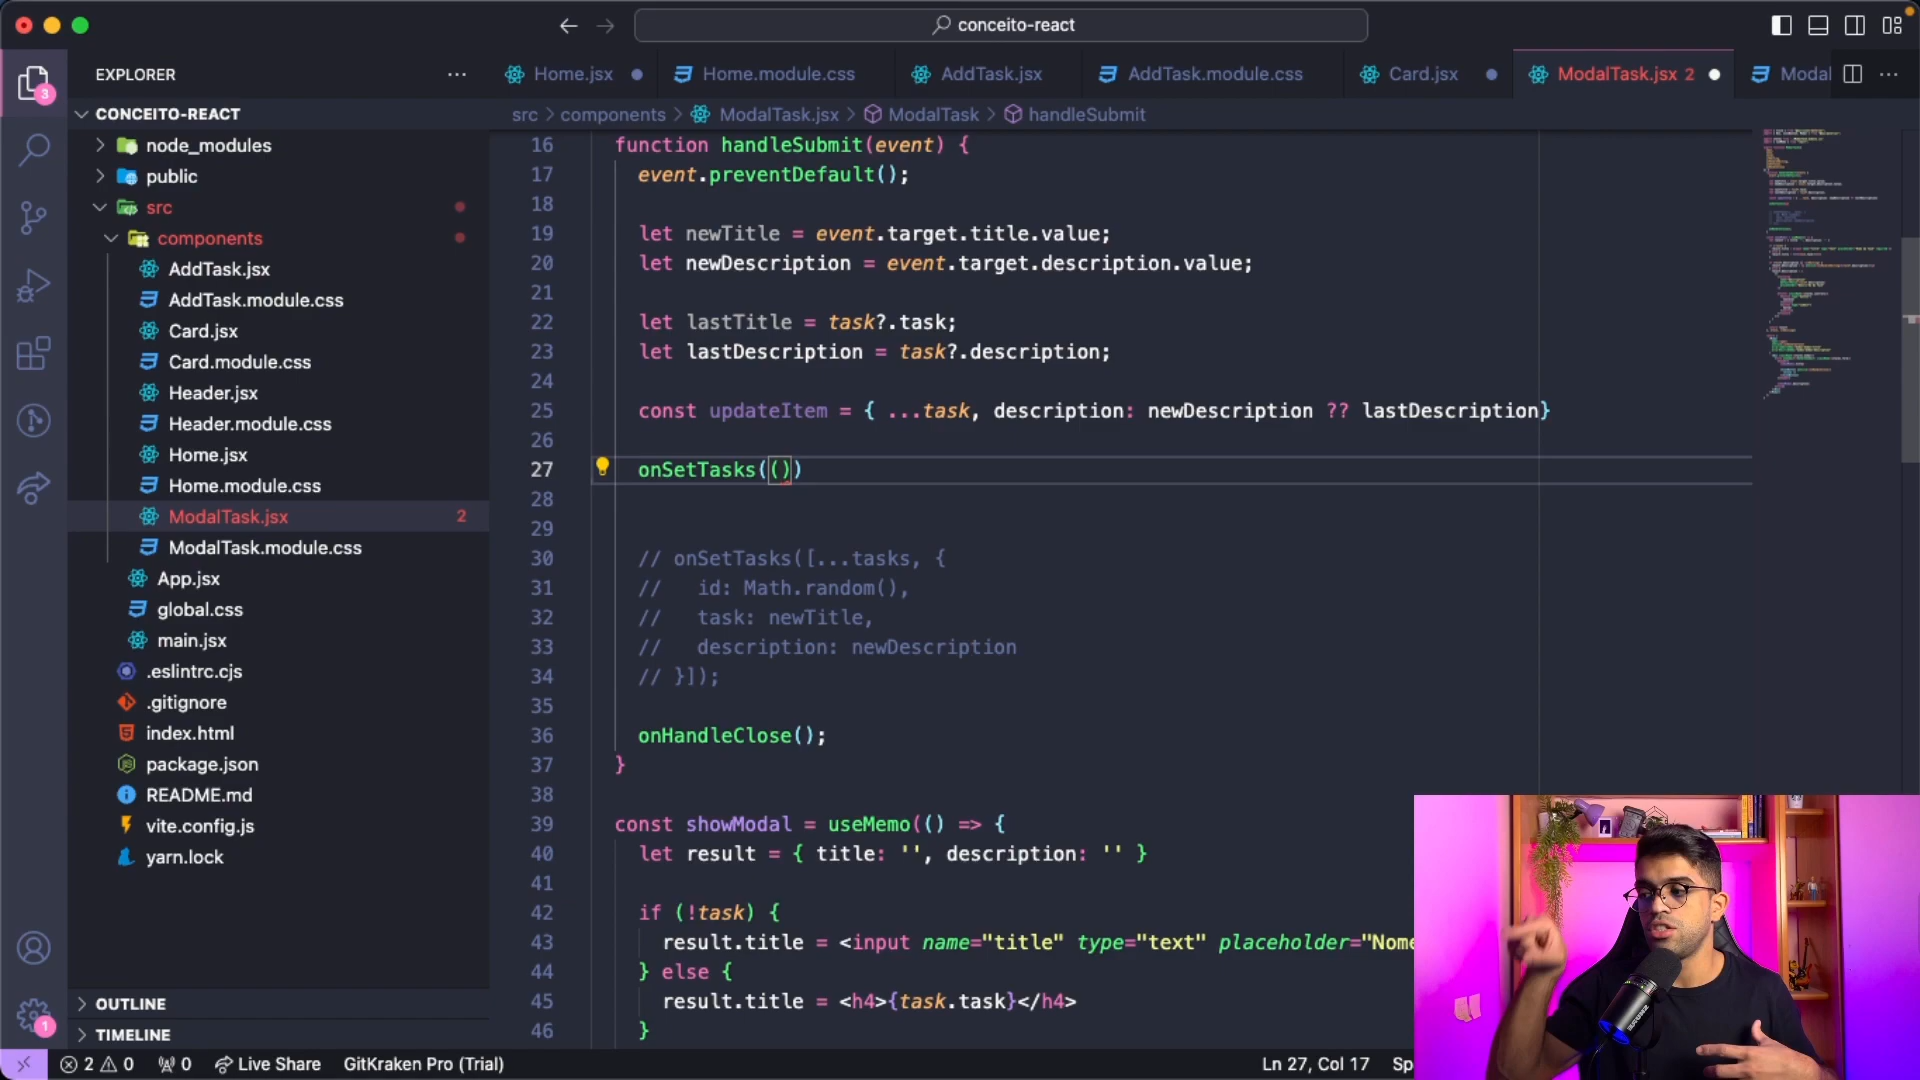 conceito-react
EXPLORER
Home.jsx
Home.module.css
AddTask.jsx
AddTask.module.css
Card.jsx
ModalTask.jsx 2
Modal
CONCEITO-REACT
src > components > ModalTask.jsx > ModalTask > handleSubmit
node_modules
public
src
components
AddTask.jsx
AddTask.module.css
Card.jsx
Card.module.css
Header.jsx
Header.module.css
Home.jsx
Home.module.css
ModalTask.jsx 2
ModalTask.module.css
App.jsx
global.css
main.jsx
.eslintrc.cjs
.gitignore
index.html
package.json
README.md
vite.config.js
yarn.lock
OUTLINE
TIMELINE
3
1
16 function handleSubmit(event) {
17 event.preventDefault();
18
19 let newTitle = event.target.title.value;
20 let newDescription = event.target.description.value;
21
22 let lastTitle = task?.task;
23 let lastDescription = task?.description;
24
25 const updateItem = { ...task, description: newDescription ?? lastDescription}
26
27 onSetTasks(())
28
29
30 // onSetTasks([...tasks, {
31 //   id: Math.random(),
32 //   task: newTitle,
33 //   description: newDescription
34 // }]);
35
36 onHandleClose();
37 }
38
39 const showModal = useMemo(() => {
40 let result = { title: '', description: '' }
41
42 if (!task) {
43 result.title = <input name="title" type="text" placeholder="Nome
44 } else {
45 result.title = <h4>{task.task}</h4>
46 }
2 0 0 Live Share GitKraken Pro (Trial) Ln 27, Col 17 Sp